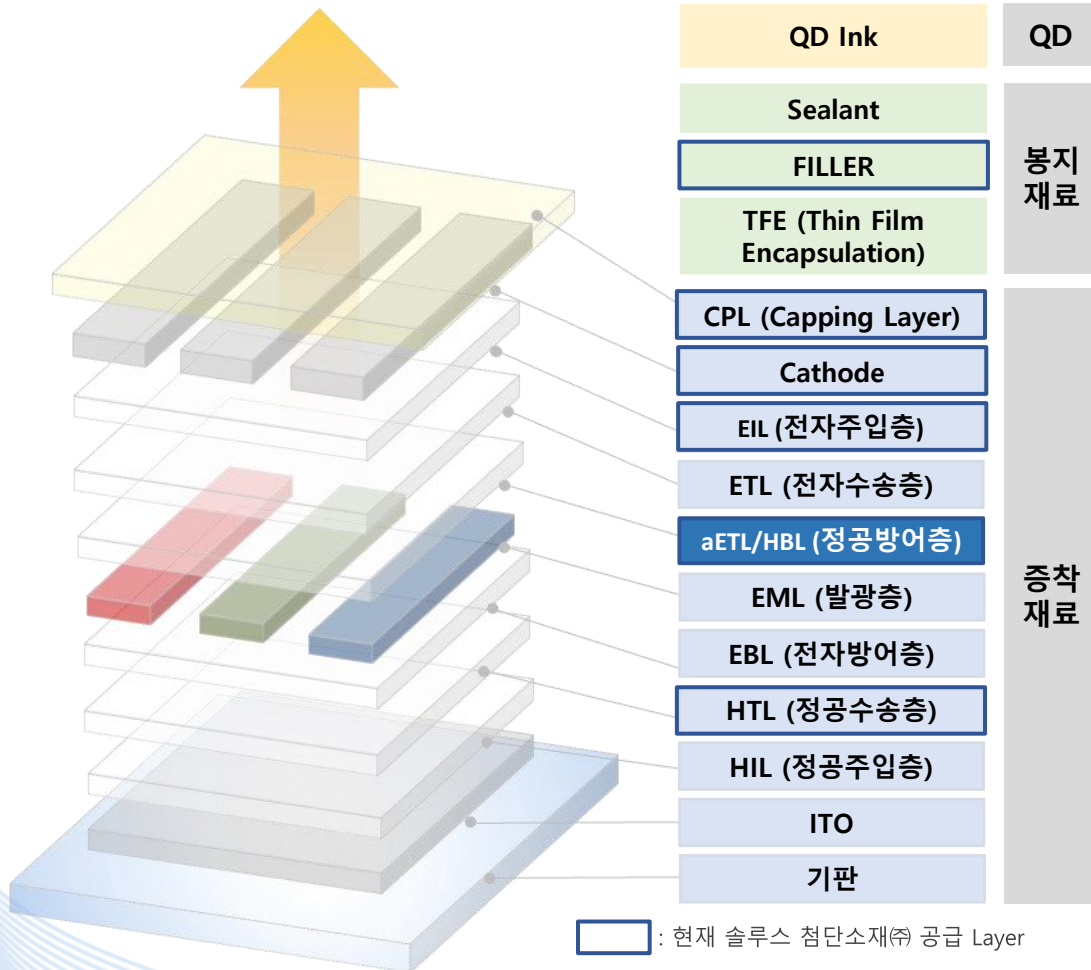 QD Ink
QD
Sealant
FILLER
TFE (Thin Film
Encapsulation)
봉지
재료
CPL (Capping Layer)
Cathode
EIL (전자주입층)
ETL (전자수송층)
aETL/HBL (정공방어층)
EML (발광층)
EBL (전자방어층)
HTL (정공수송층)
HIL (정공주입층)
ITO
기판
증착
재료
: 현재 솔루스 첨단소재㈜ 공급 Layer